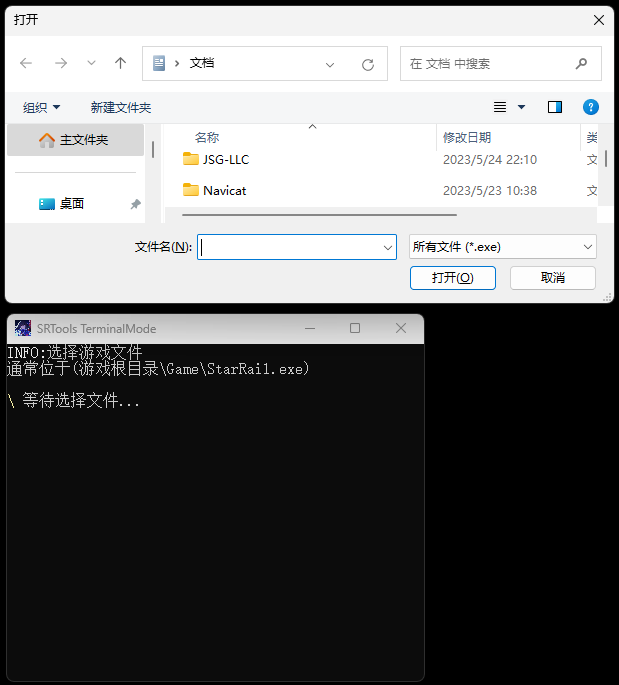 打开
文档
在 文档 中搜索
组织
新建文件夹
?
主文件夹
桌面
名称
修改日期
类
JSG-LLC
2023/5/24 22:10
文
Navicat
2023/5/23 10:38
文
文件名(N):
所有文件 (*.exe)
打开(O)
取消
SRTools TerminalMode
INFO:选择游戏文件
通常位于(游戏根目录\Game\StarRail.exe)
\ 等待选择文件...